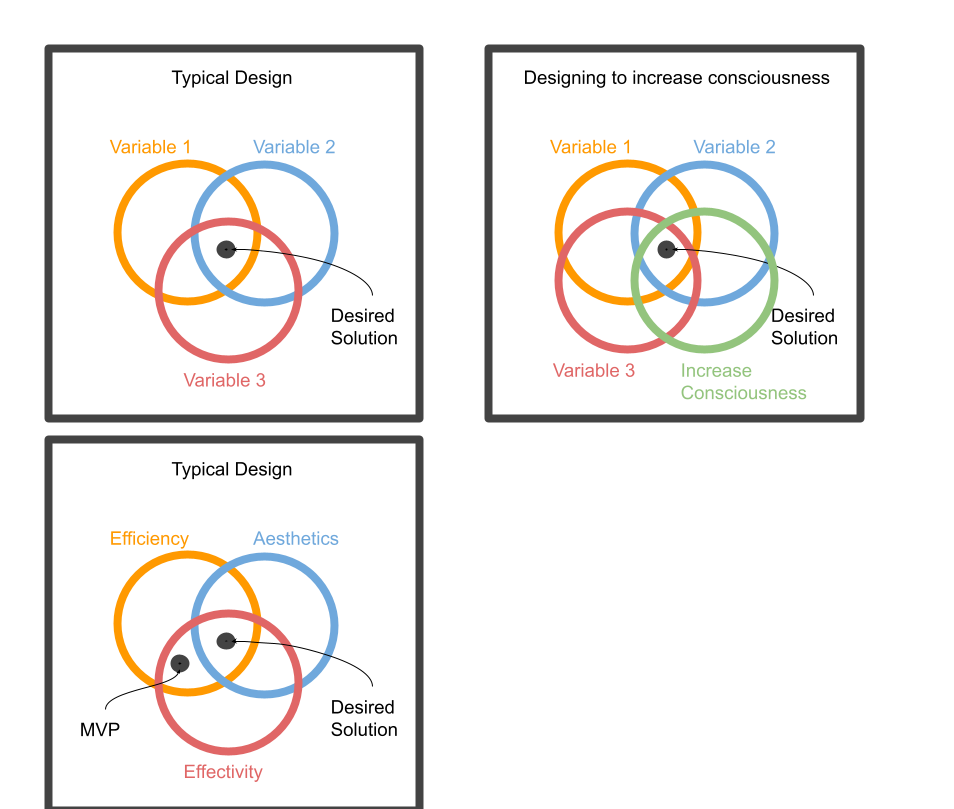 Typical Design
Variable 1
Variable 2
Desired
Solution
Variable 3
Designing to increase consciousness
Variable 1
Variable 2
Desired
Solution
Variable 3
Increase
Consciousness
Typical Design
Efficiency
Aesthetics
MVP
Desired
Solution
Effectivity